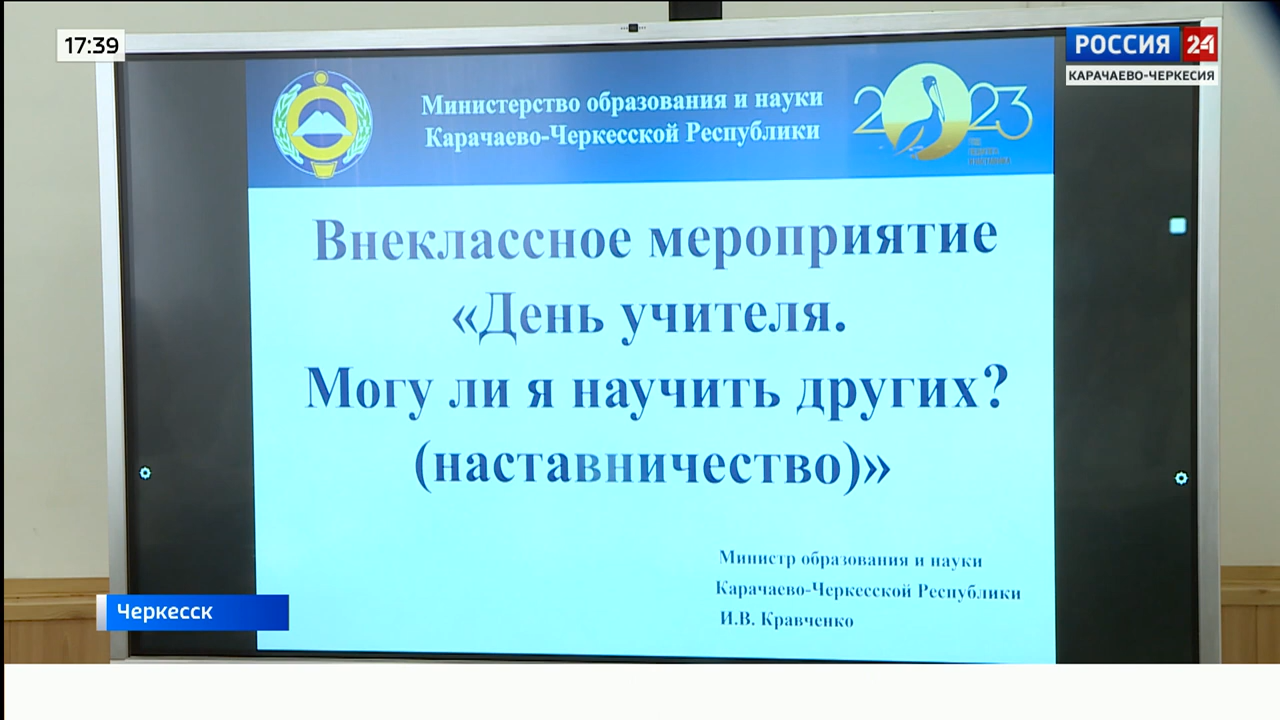 17:39
РОССИЯ 24
КАРАЧАЕВО-ЧЕРКЕСИЯ
Министерство образования и науки
Карачаево-Черкесской Республики
2023
Внеклассное мероприятие
«День учителя.
Могу ли я научить других?
(наставничество)»
Министр образования и науки
Карачаево-Черкесской Республики
И.В. Кравченко
Черкесск